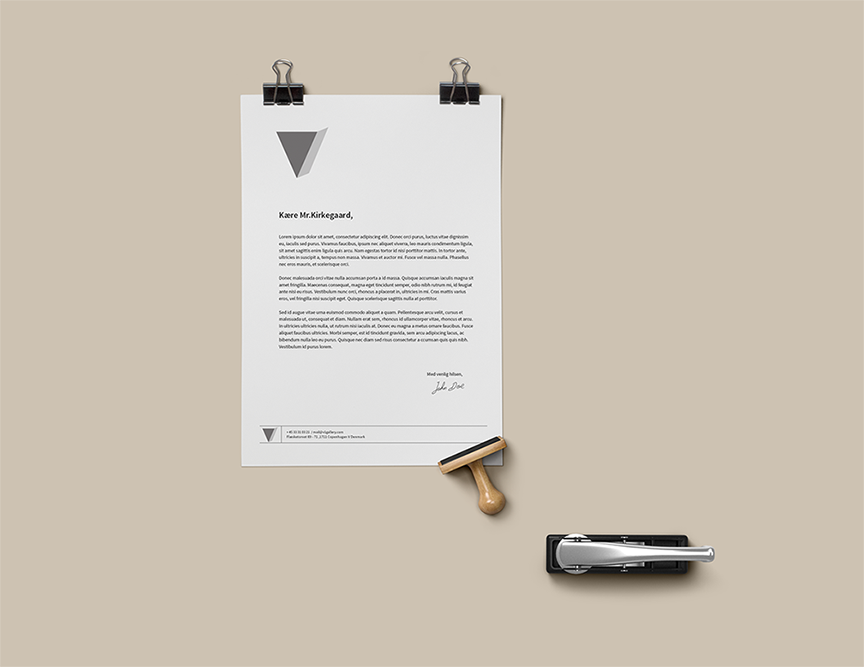 Kære Mr.Kirkegaard,
Lorem ipsum dolor sit amet, consectetur adipiscing elit. Donec orci purus, luctus vitae dignissim
eu, iaculis sed purus. Vivamus faucibus, ipsum nec aliquet viverra, leo mauris condimentum ligula,
sit amet sagittis enim ligula quis arcu. Nam egestas tortor id nisi mattis porttitor. In tortor ante,
ultricies in suscipit a, tempus non massa. Vivamus et auctor mi. Fusce vel massa nulla. Phasellus
nec eros mauris, et scelerisque orci.
Donec malesuada orci vitae nulla accumsan porta a id massa. Quisque accumsan iaculis magna sit
amet fringilla. Maecenas consequat, magna eget tincidunt semper, odio nibh rutrum mi, id feugiat
ante nisi eu risus. Vestibulum nunc orci, rhoncus a placerat in, ultricies in mi. Cras mattis varius
eros, vel fringilla nisi suscipit eget. Quisque scelerisque sagittis nulla at porttitor.
Sed id augue vitae urna euismod commodo aliquet a quam. Pellentesque arcu velit, cursus et
malesuada ut, consequat et diam. Nullam erat sem, rhoncus id ullamcorper vitae, rhoncus et arcu.
In ultricies ultricies nulla, ut rutrum nisi iaculis at. Donec eu magna a metus ornare faucibus. Fusce
aliquet faucibus ultricies. Morbi semper, est id tincidunt gravida, sem arcu adipiscing lacus, ac
bibendum nulla leo eu purus. Quisque nec diam sed risus consectetur accumsan quis quis nibh.
Vestibulum id purus lorem.
Med venlig hilsen,
John Doe